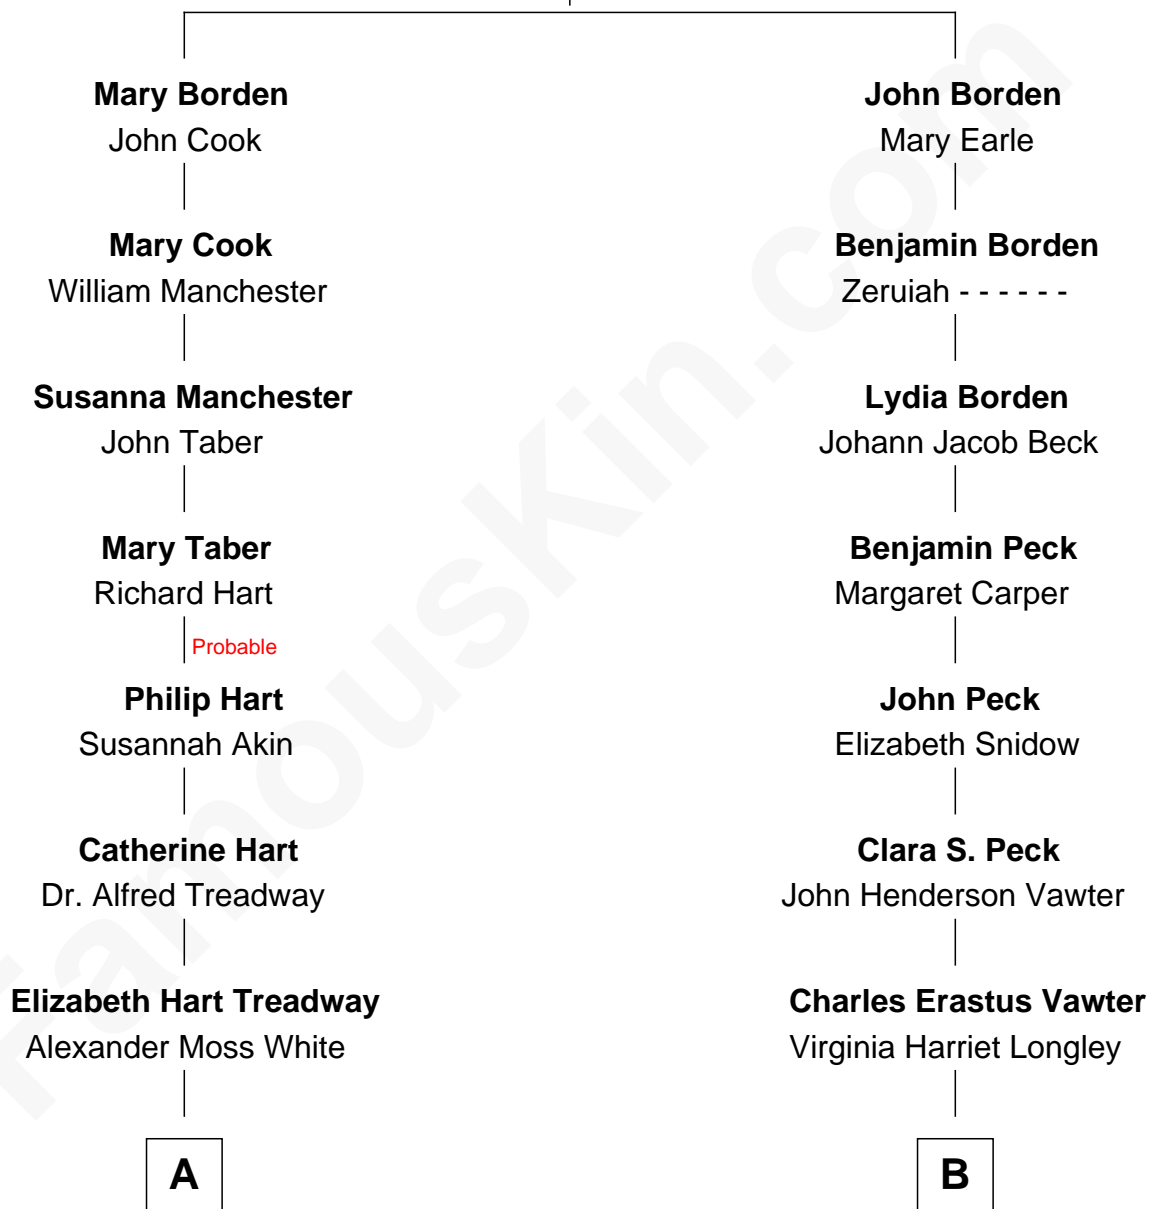 Mary Borden
John Cook
Mary Cook
William Manchester
Susanna Manchester
John Taber
Mary Taber
Richard Hart
Probable
Philip Hart
Susannah Akin
Catherine Hart
Dr. Alfred Treadway
Elizabeth Hart Treadway
Alexander Moss White
A
John Borden
Mary Earle
Benjamin Borden
Zeruiah - - - - - -
Lydia Borden
Johann Jacob Beck
Benjamin Peck
Margaret Carper
John Peck
Elizabeth Snidow
Clara S. Peck
John Henderson Vawter
Charles Erastus Vawter
Virginia Harriet Longley
B
FamousKin.com